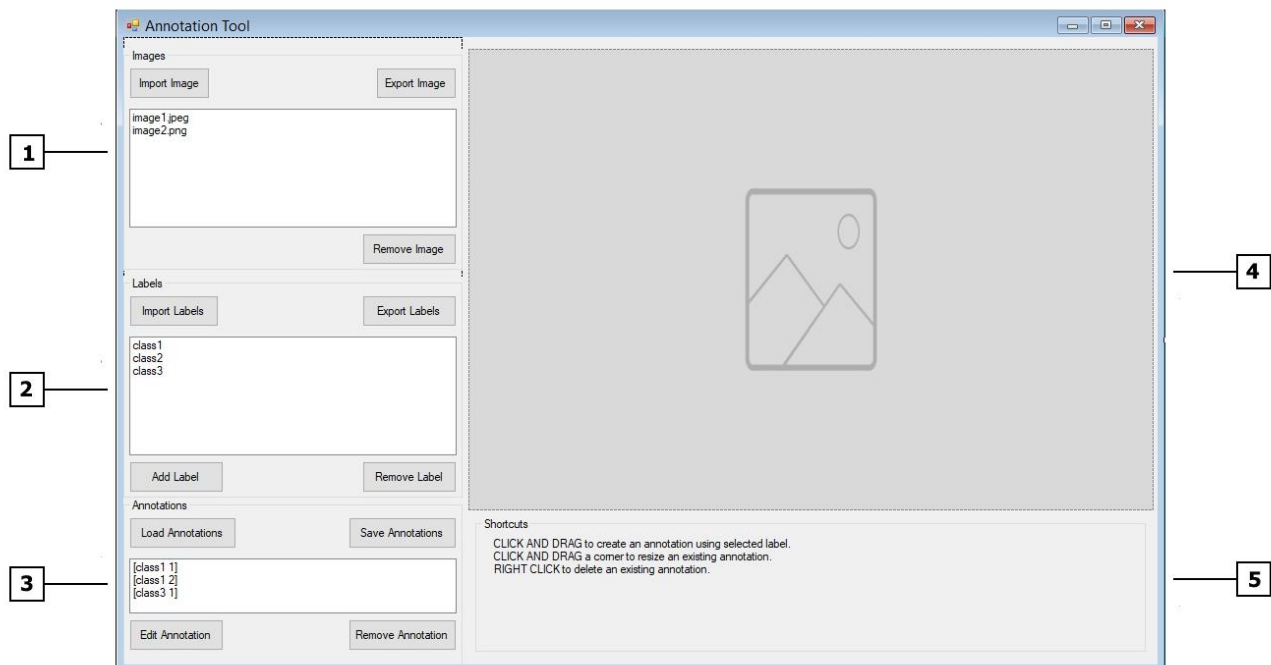 Annotation Tool
Images
Import Image Export Image
image1.jpeg
image2.png
Remove Image
1
Labels
Import Labels Export Labels
class1
class2
class3
Add Label Remove Label
2
Annotations
Load Annotations Save Annotations
[class1 1]
[class1 2]
[class3 1]
Edit Annotation Remove Annotation
3
4
Shortcuts
CLICK AND DRAG to create an annotation using selected label.
CLICK AND DRAG a corner to resize an existing annotation.
RIGHT CLICK to delete an existing annotation.
5